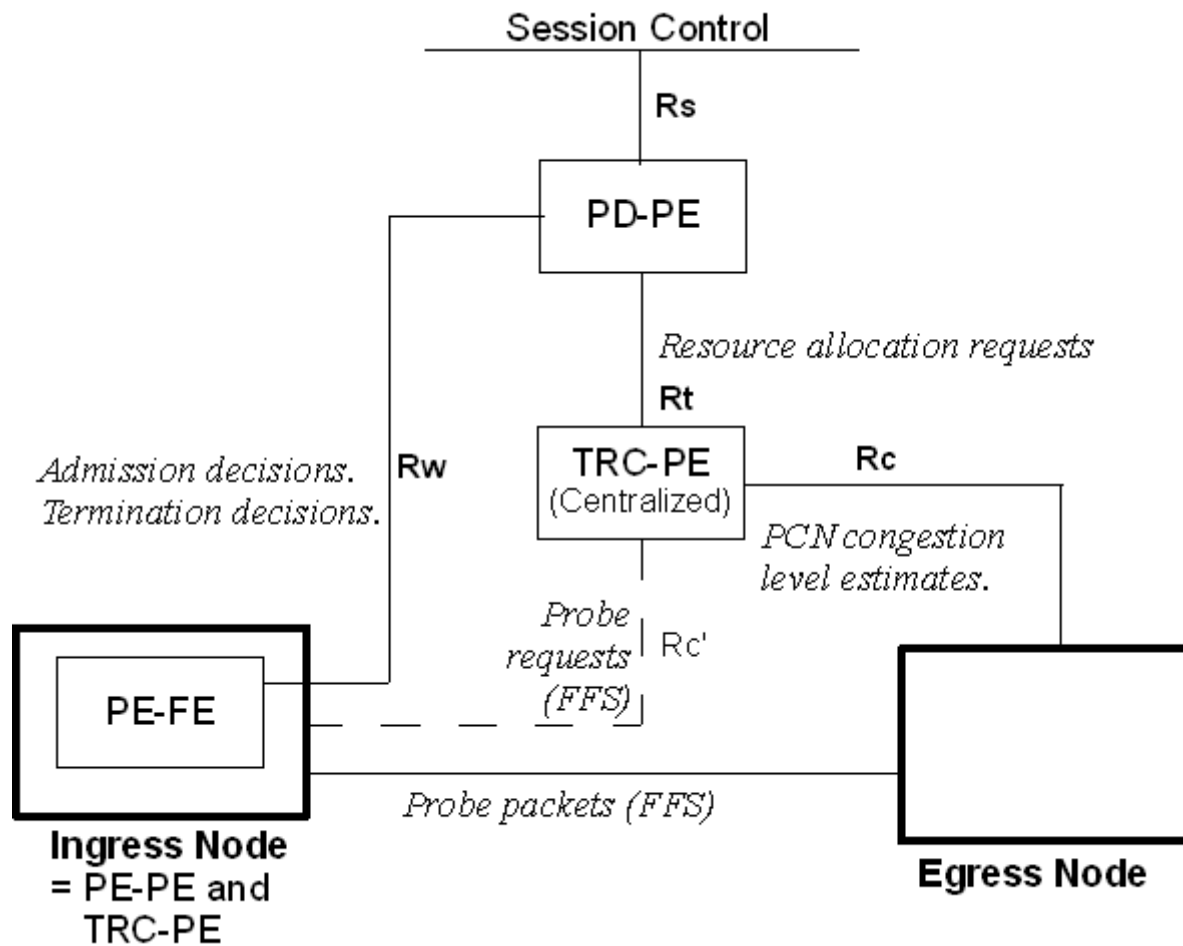 Session Control
Rs
PD-PE
Resource allocation requests
Rt
TRC-PE
(Centralized)
Rc
Admission decisions.
Termination decisions.
Rw
PCN congestion
level estimates.
Probe
requests
(FFS)
Rc'
PE-FE
Probe packets (FFS)
Ingress Node
= PE-PE and
TRC-PE
Egress Node